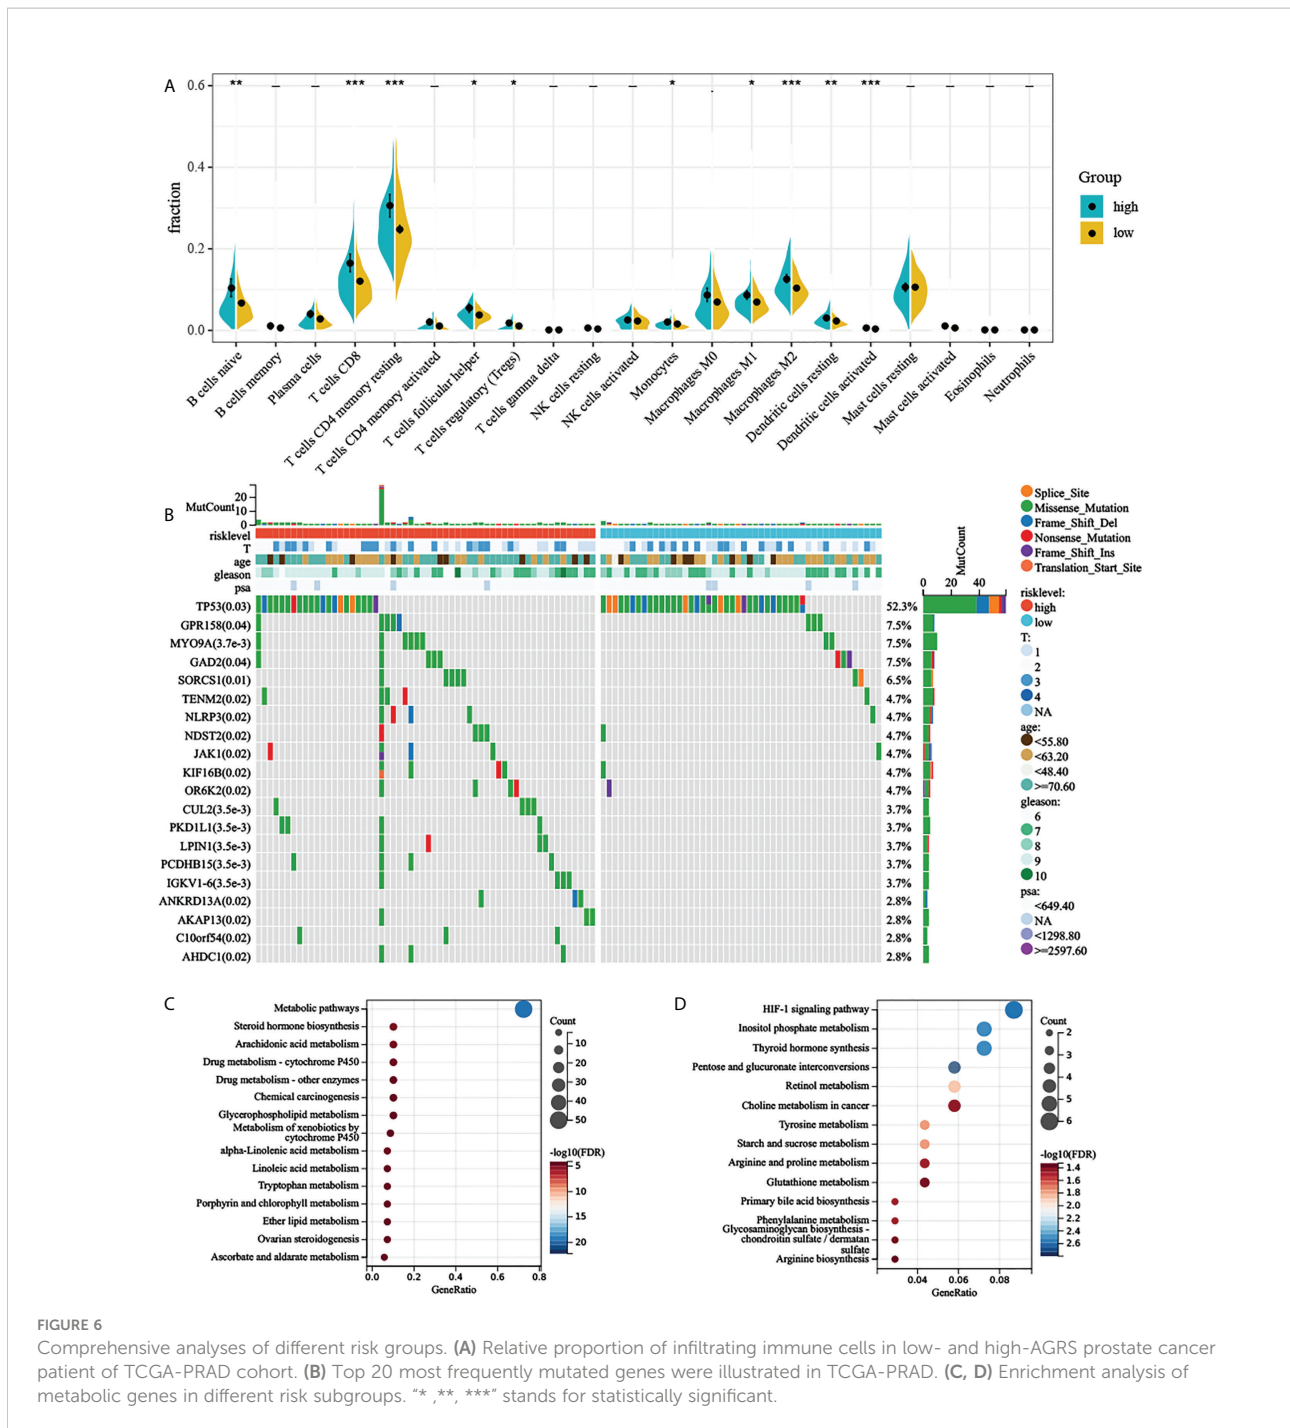 A
** — — *** *** — * * — — — * . * *** ** *** — — — —
0.6
0.4
0.2
0.0
fraction
B cells naive
B cells memory
Plasma cells
T cells CD8
T cells CD4 memory resting
T cells CD4 memory activated
T cells follicular helper
T cells regulatory (Tregs)
T cells gamma delta
NK cells resting
NK cells activated
Monocytes
Macrophages M0
Macrophages M1
Macrophages M2
Dendritic cells resting
Dendritic cells activated
Mast cells resting
Mast cells activated
Eosinophils
Neutrophils
Group
high
low
B
20
10
0
MutCount
risklevel
T
age
gleason
psa
MutCount
0 20 40
TP53(0.03) 52.3%
GPR158(0.04) 7.5%
MYO9A(3.7e-3) 7.5%
GAD2(0.04) 7.5%
SORCS1(0.01) 6.5%
TENM2(0.02) 4.7%
NLRP3(0.02) 4.7%
NDST2(0.02) 4.7%
JAK1(0.02) 4.7%
KIF16B(0.02) 4.7%
OR6K2(0.02) 4.7%
CUL2(3.5e-3) 3.7%
PKD1L1(3.5e-3) 3.7%
LPIN1(3.5e-3) 3.7%
PCDHB15(3.5e-3) 3.7%
IGKV1-6(3.5e-3) 3.7%
ANKRD13A(0.02) 2.8%
AKAP13(0.02) 2.8%
C10orf54(0.02) 2.8%
AHDC1(0.02) 2.8%
Splice_Site
Missense_Mutation
Frame_Shift_Del
Nonsense_Mutation
Frame_Shift_Ins
Translation_Start_Site
risklevel:
high
low
T:
1
2
3
4
NA
age:
<55.80
<63.20
<48.40
>=70.60
gleason:
6
7
8
9
10
psa:
<649.40
NA
<1298.80
>=2597.60
C
Metabolic pathways
Steroid hormone biosynthesis
Arachidonic acid metabolism
Drug metabolism - cytochrome P450
Drug metabolism - other enzymes
Chemical carcinogenesis
Glycerophospholipid metabolism
Metabolism of xenobiotics by
cytochrome P450
alpha-Linolenic acid metabolism
Linoleic acid metabolism
Tryptophan metabolism
Porphyrin and chlorophyll metabolism
Ether lipid metabolism
Ovarian steroidogenesis
Ascorbate and aldarate metabolism
0.0 0.2 0.4 0.6 0.8
GeneRatio
Count
10
20
30
40
50
-log10(FDR)
5
10
15
20
D
HIF-1 signaling pathway
Inositol phosphate metabolism
Thyroid hormone synthesis
Pentose and glucuronate interconversions
Retinol metabolism
Choline metabolism in cancer
Tyrosine metabolism
Starch and sucrose metabolism
Arginine and proline metabolism
Glutathione metabolism
Primary bile acid biosynthesis
Phenylalanine metabolism
Glycosaminoglycan biosynthesis -
chondroitin sulfate / dermatan
sulfate
Arginine biosynthesis
0.04 0.06 0.08
GeneRatio
Count
2
3
4
5
6
-log10(FDR)
1.4
1.6
1.8
2.0
2.2
2.4
2.6
FIGURE 6
Comprehensive analyses of different risk groups. (A) Relative proportion of infiltrating immune cells in low- and high-AGRS prostate cancer
patient of TCGA-PRAD cohort. (B) Top 20 most frequently mutated genes were illustrated in TCGA-PRAD. (C, D) Enrichment analysis of
metabolic genes in different risk subgroups. “* ,**, ***” stands for statistically significant.